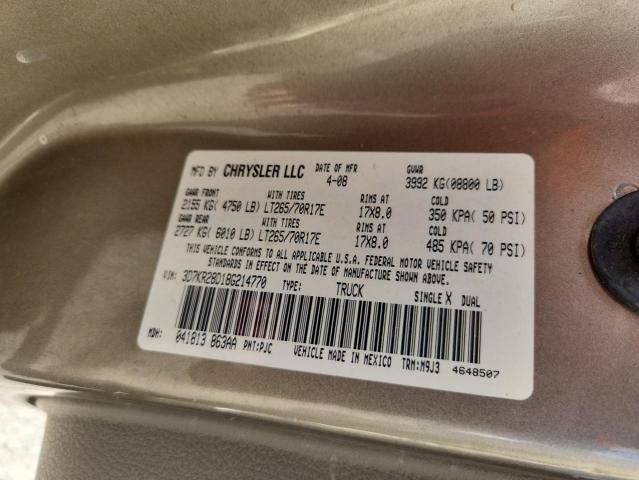 MFD BY CHRYSLER LLC DATE OF MFR GVWR
4-08 3992 KG(08800 LB)
GAWR FRONT WITH TIRES RIMS AT COLD
2155 KG( 4750 LB) LT265/70R17E 17X8.0 350 KPA( 50 PSI)
GAWR REAR WITH TIRES RIMS AT COLD
2727 KG( 6010 LB) LT265/70R17E 17X8.0 485 KPA( 70 PSI)
THIS VEHICLE CONFORMS TO ALL APPLICABLE U.S.A. FEDERAL MOTOR VEHICLE SAFETY
STANDARDS IN EFFECT ON THE DATE OF MANUFACTURE SHOWN ABOVE.
VIN: 3D7KR28D18G214770 TYPE: TRUCK SINGLE X DUAL
MDH: 041813 863AA PNT:PJC VEHICLE MADE IN MEXICO TRM:M9J3 4648507